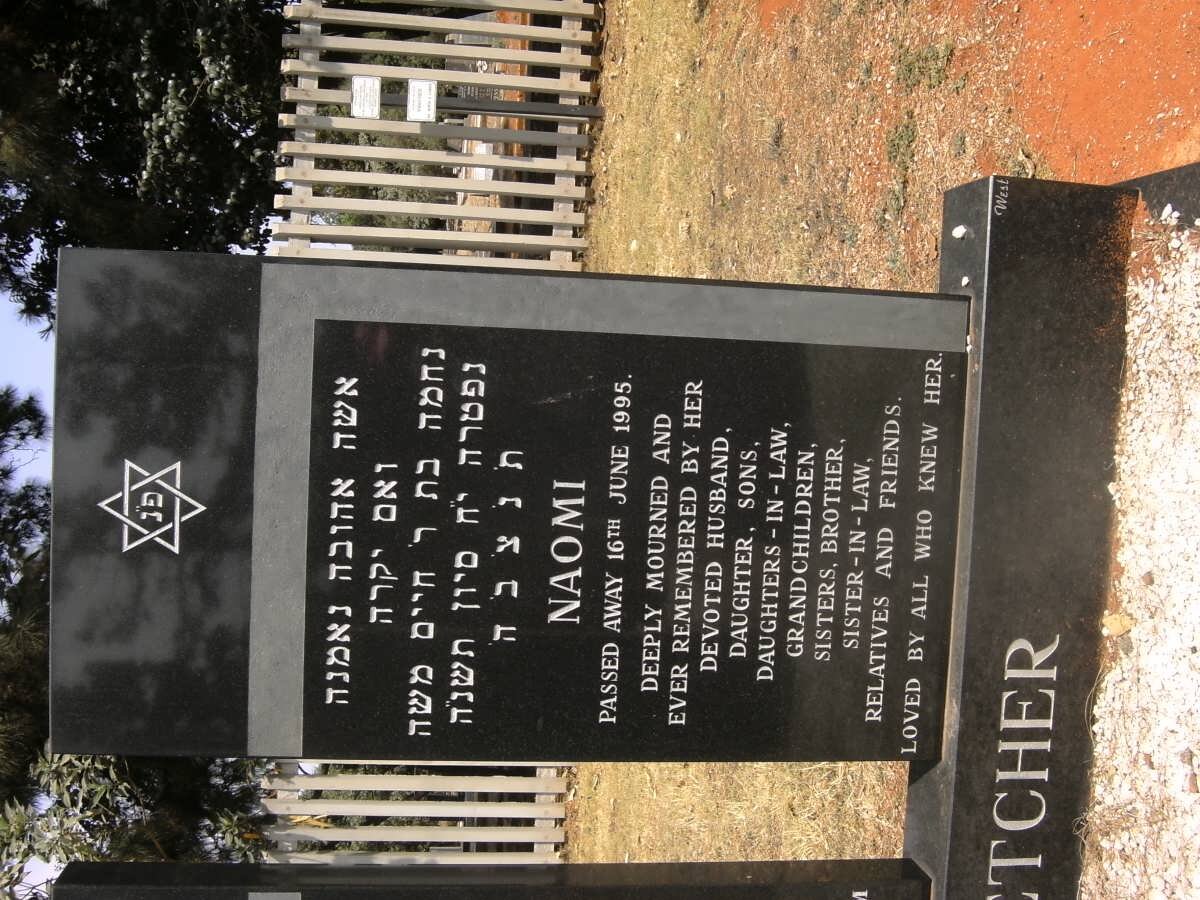 פ״נ
אשה אהובה נאמנה
ואם יקרה
נחמה בת ר׳ חיים משה
נפטרה י״ח סיון תשנ״ה
ת׳ נ׳ צ׳ ב׳ ה׳
NAOMI
PASSED AWAY 16TH JUNE 1995.
DEEPLY MOURNED AND
EVER REMEMBERED BY HER
DEVOTED HUSBAND,
DAUGHTER, SONS,
DAUGHTERS-IN-LAW,
GRANDCHILDREN,
SISTERS, BROTHER,
SISTER-IN-LAW,
RELATIVES AND FRIENDS.
LOVED BY ALL WHO KNEW HER.
West
ETCHER